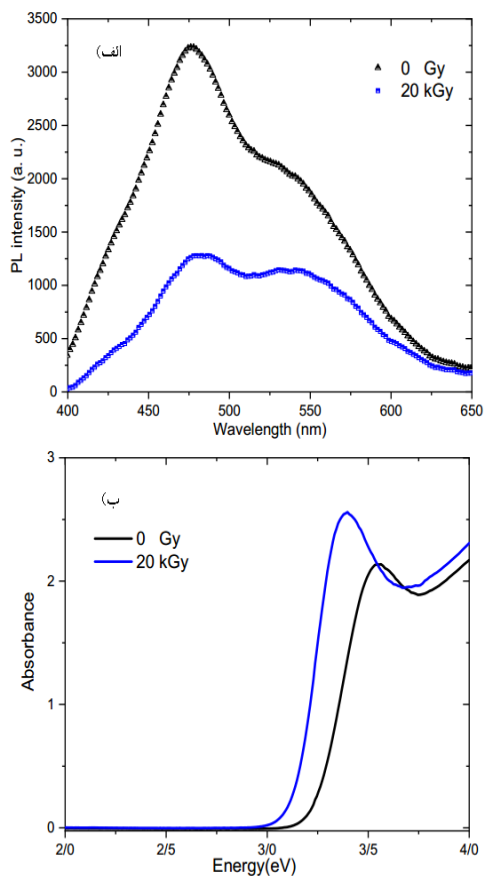 الف)
0 Gy
20 kGy
3500
3000
2500
2000
1500
1000
500
0
PL intensity (a. u.)
400 450 500 550 600 650
Wavelength (nm)
ب)
0 Gy
20 kGy
3
2
1
0
Absorbance
2/0 2/5 3/0 3/5 4/0
Energy(eV)